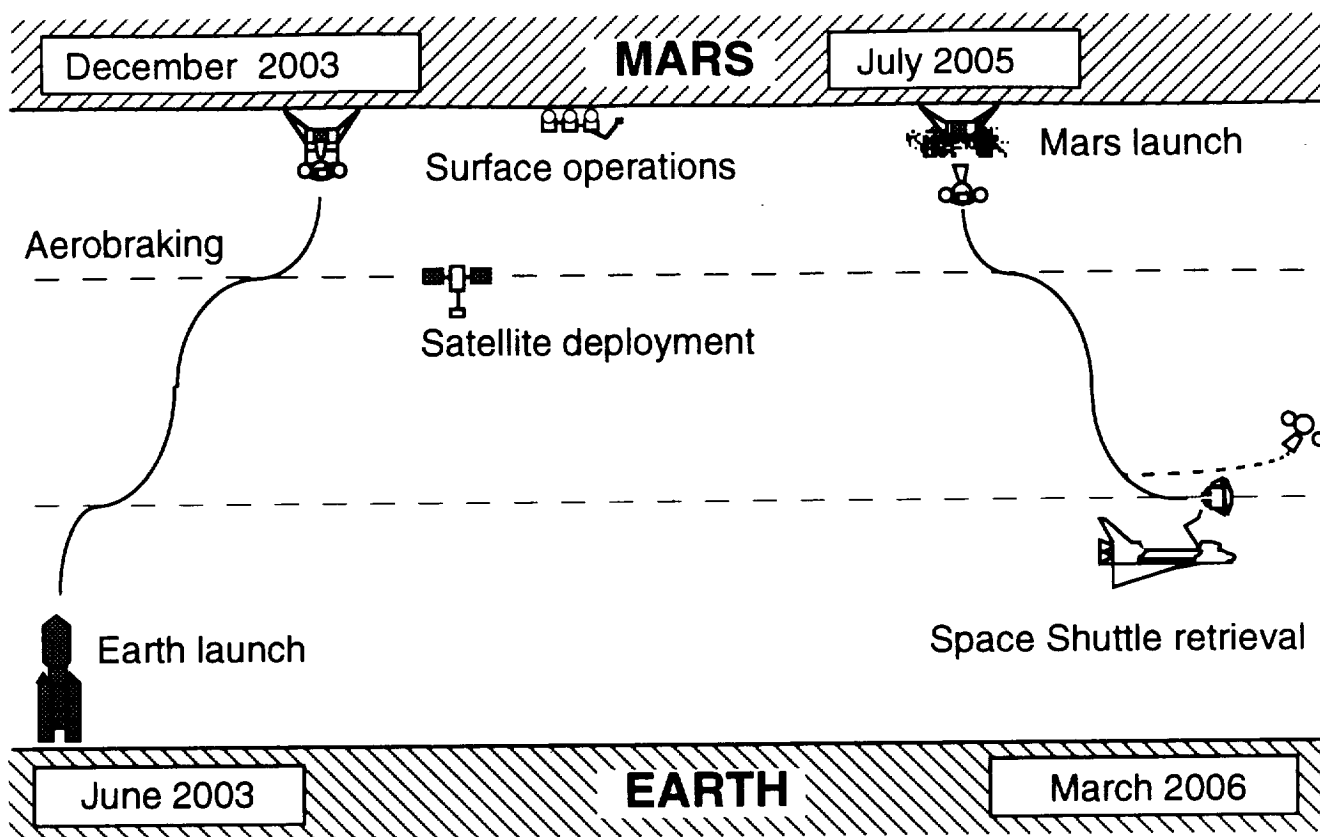 December 2003
MARS
July 2005
Mars launch
Surface operations
Aerobraking
Satellite deployment
Earth launch
Space Shuttle retrieval
June 2003
EARTH
March 2006